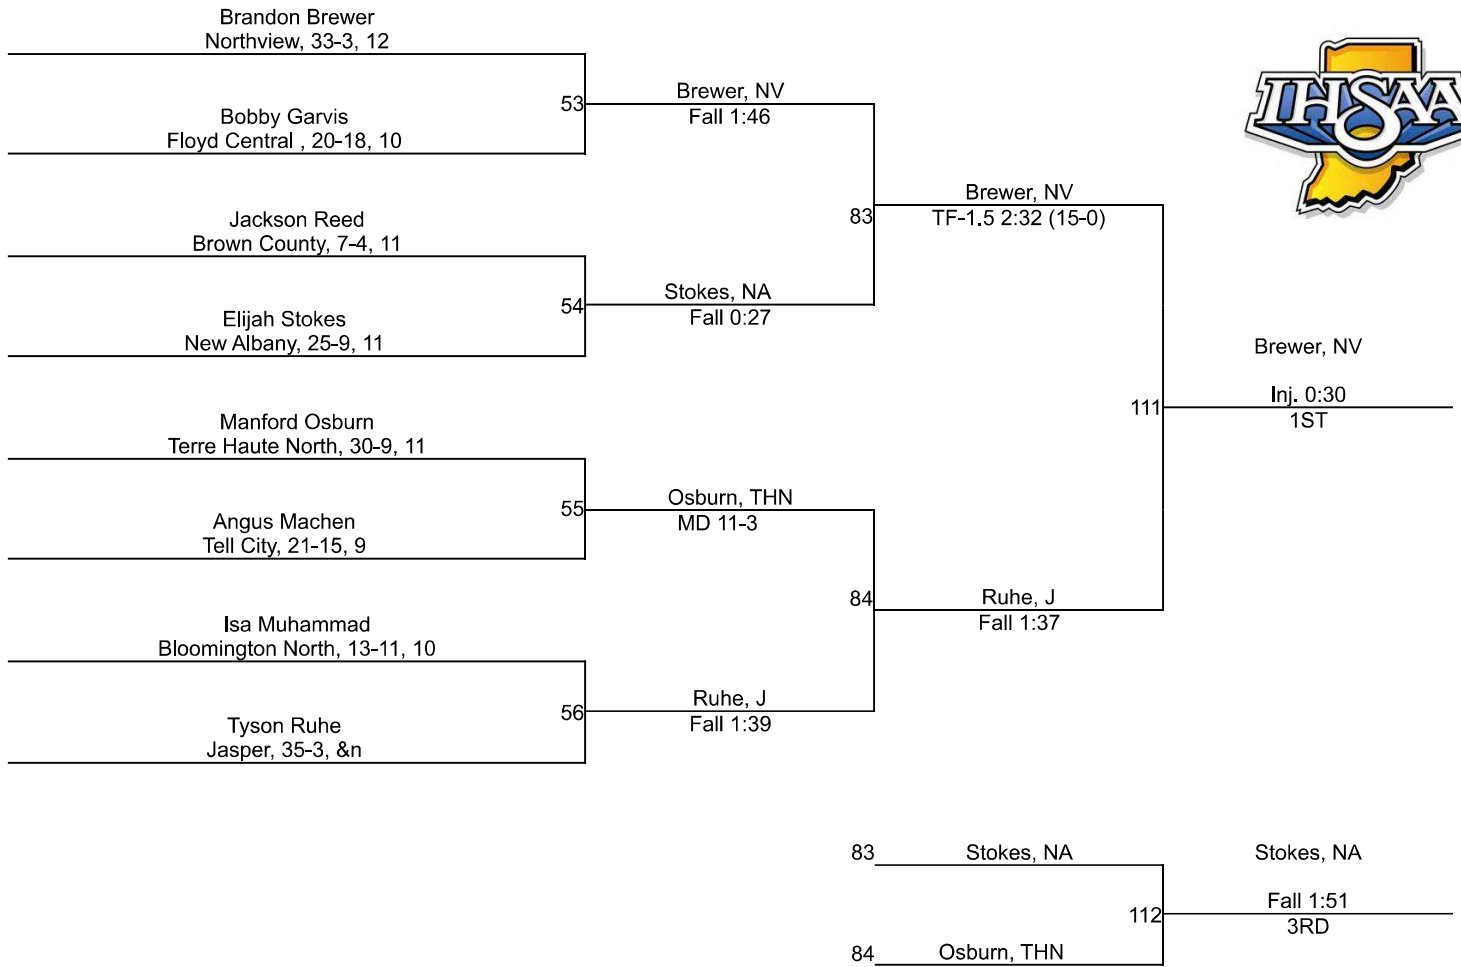 Brandon Brewer
Northview, 33-3, 12
53
Brewer, NV
Fall 1:46
Bobby Garvis
Floyd Central , 20-18, 10
IHSAA
83
Brewer, NV
TF-1.5 2:32 (15-0)
Jackson Reed
Brown County, 7-4, 11
54
Stokes, NA
Fall 0:27
Elijah Stokes
New Albany, 25-9, 11
111
Brewer, NV
Inj. 0:30
1ST
Manford Osburn
Terre Haute North, 30-9, 11
55
Osburn, THN
MD 11-3
Angus Machen
Tell City, 21-15, 9
84
Ruhe, J
Fall 1:37
Isa Muhammad
Bloomington North, 13-11, 10
56
Ruhe, J
Fall 1:39
Tyson Ruhe
Jasper, 35-3, &n
83
Stokes, NA
112
Stokes, NA
Fall 1:51
3RD
84
Osburn, THN